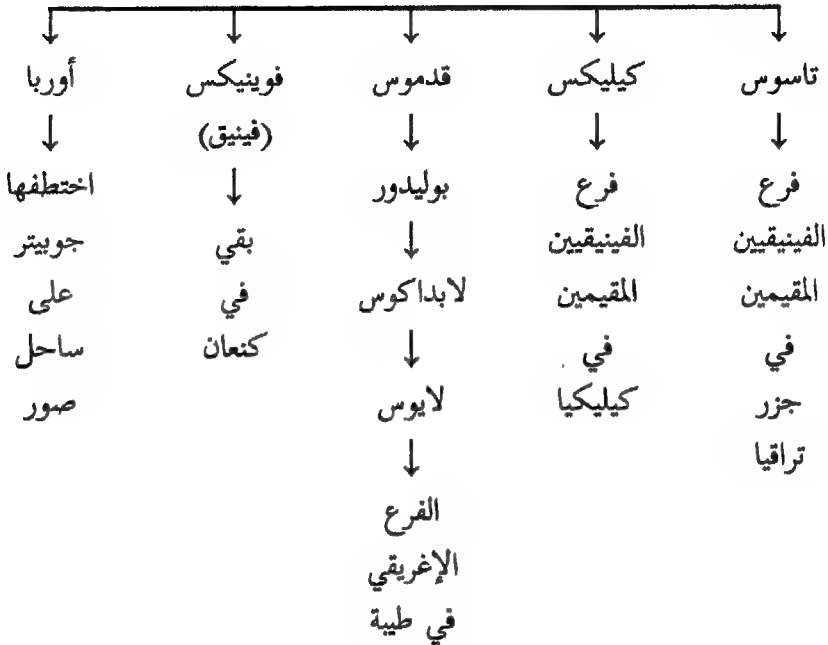 تاسوس
↓
فرع
الفينيقيين
المقيمين
في
جزر
تراقيا
كيليكس
↓
فرع
الفينيقيين
المقيمين
في
كيليكيا
قدموس
↓
بوليدور
↓
لابداكوس
↓
لايوس
↓
الفرع
الإغريقي
في طيبة
فوينيكس
(فينيق)
↓
بقي
في
كنعان
أوربا
↓
اختطفها
جوبيتر
على
ساحل
صور